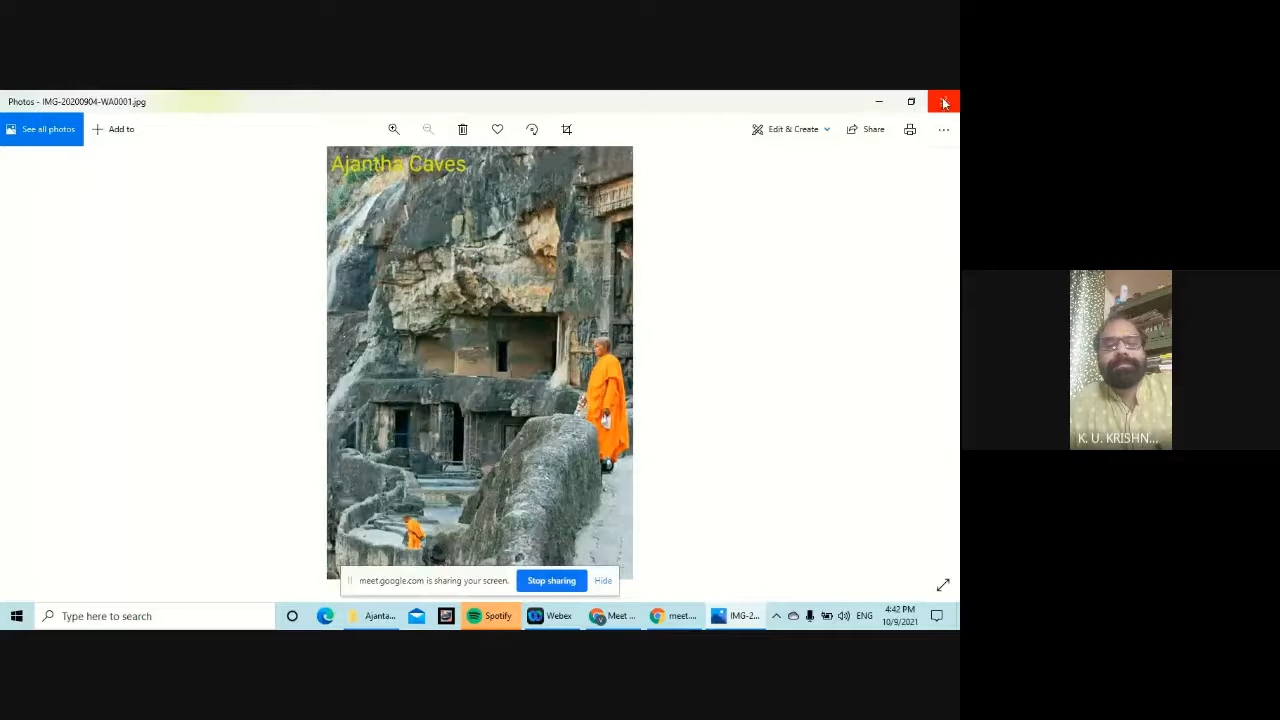 Photos - IMG-20200904-WA0001.jpg
See all photos
Add to
Edit & Create
Share
Ajantha Caves
K. U. KRISHN...
meet.google.com is sharing your screen.
Stop sharing
Hide
Type here to search
Ajanta...
Spotify
Webex
Meet ...
meet....
IMG-2...
ENG
4:42 PM
10/9/2021